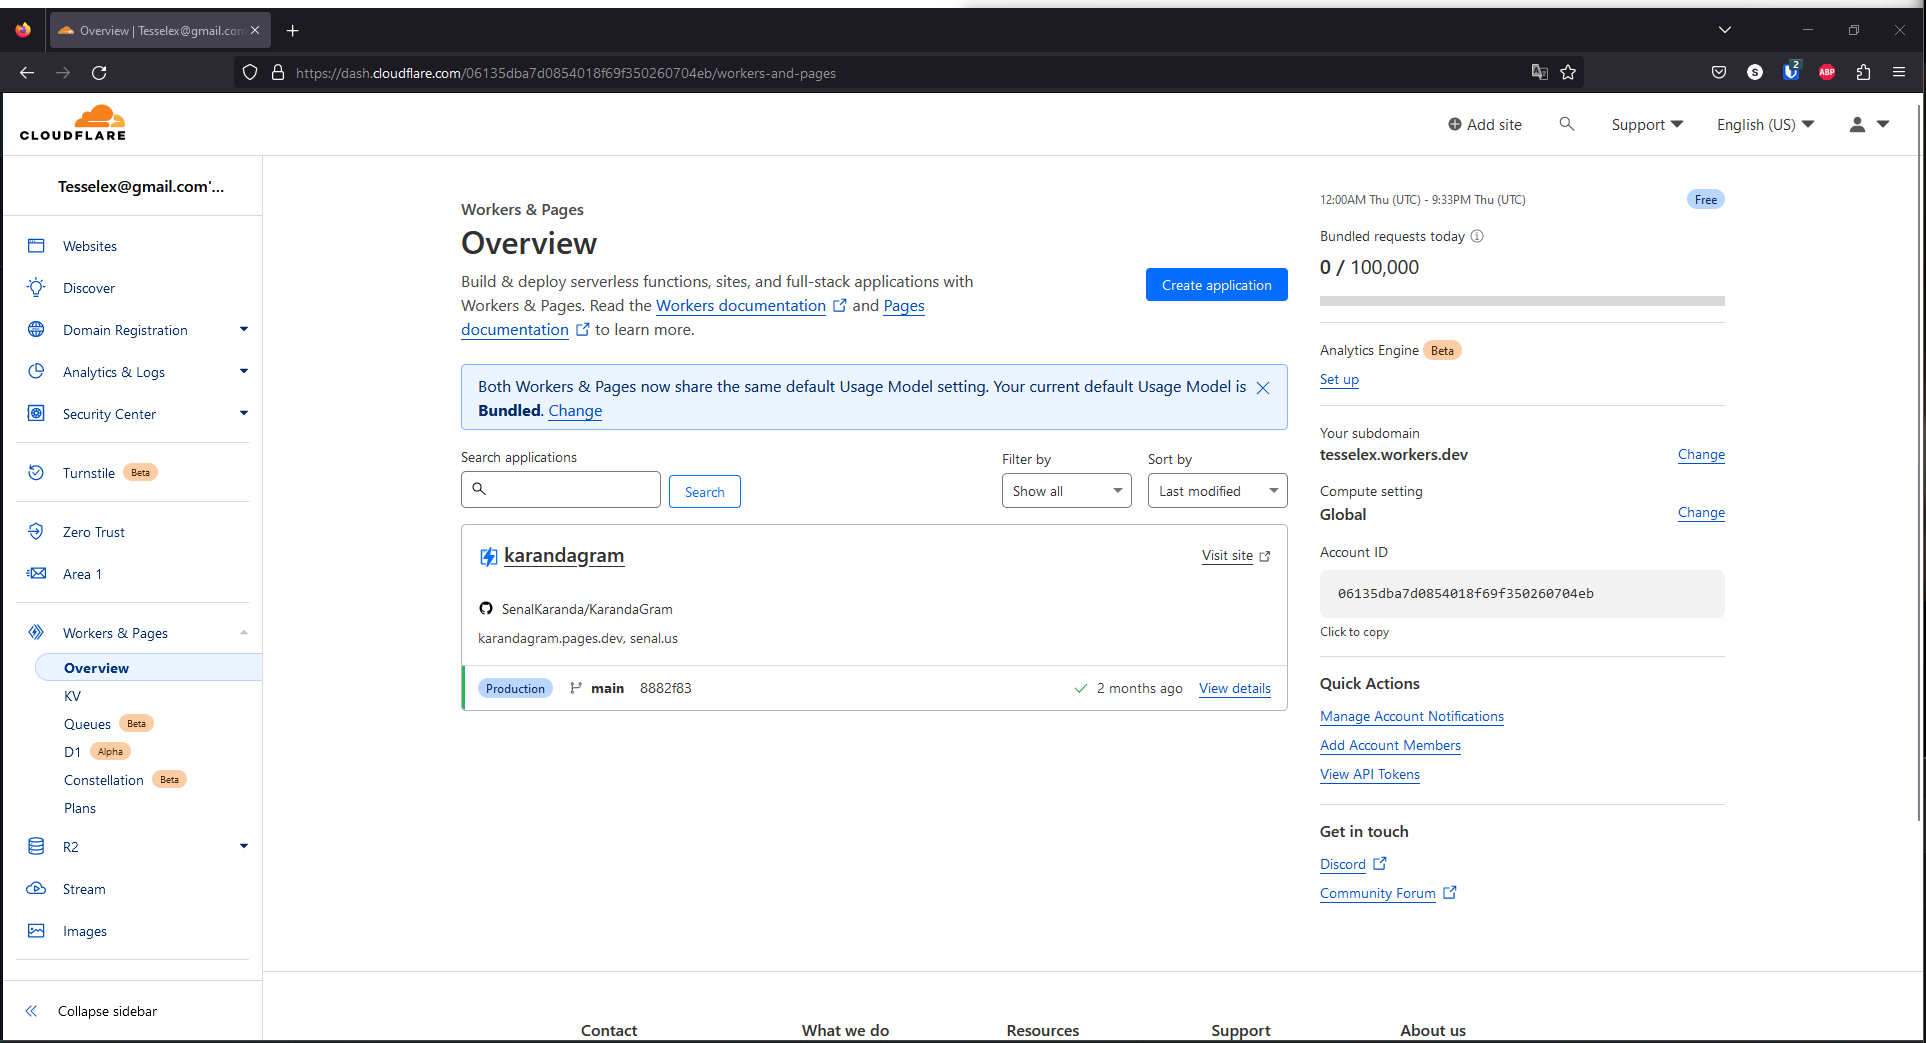 Overview | Tesselex@gmail.com
https://dash.cloudflare.com/06135dba7d0854018f69f350260704eb/workers-and-pages
S
2
ABP
CLOUDFLARE
Add site
Support
English (US)
Tesselex@gmail.com'...
Websites
Discover
Domain Registration
Analytics & Logs
Security Center
Turnstile Beta
Zero Trust
Area 1
Workers & Pages
Overview
KV
Queues Beta
D1 Alpha
Constellation Beta
Plans
R2
Stream
Images
Collapse sidebar
Workers & Pages
Overview
Build & deploy serverless functions, sites, and full-stack applications with
Workers & Pages. Read the Workers documentation and Pages
documentation to learn more.
Create application
Both Workers & Pages now share the same default Usage Model setting. Your current default Usage Model is
Bundled. Change
Search applications
Search
Filter by
Show all
Sort by
Last modified
karandagram
Visit site
SenalKaranda/KarandaGram
karandagram.pages.dev, senal.us
Production main 8882f83
2 months ago View details
12:00AM Thu (UTC) - 9:33PM Thu (UTC)
Free
Bundled requests today
0 / 100,000
Analytics Engine Beta
Set up
Your subdomain
tesselex.workers.dev
Change
Compute setting
Global
Change
Account ID
06135dba7d0854018f69f350260704eb
Click to copy
Quick Actions
Manage Account Notifications
Add Account Members
View API Tokens
Get in touch
Discord
Community Forum
Contact
What we do
Resources
Support
About us